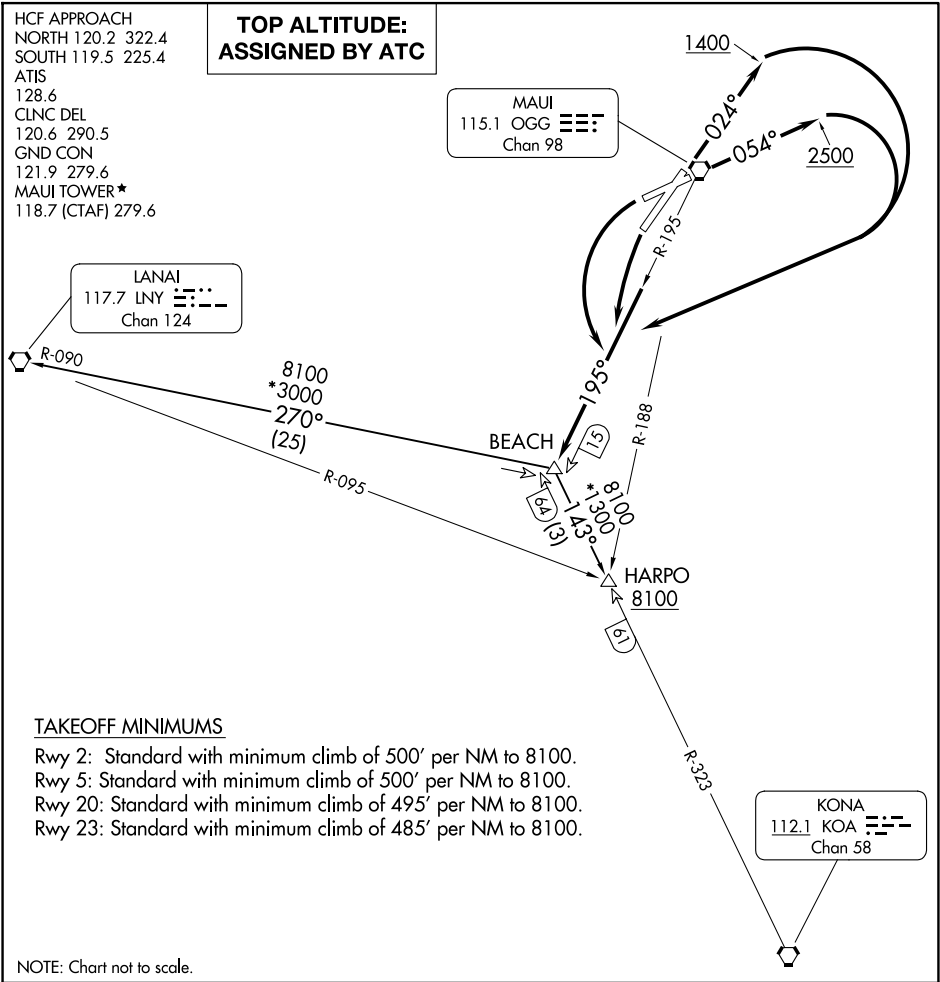 HCF APPROACH
NORTH 120.2 322.4
SOUTH 119.5 225.4
ATIS
128.6
CLNC DEL
120.6 290.5
GND CON
121.9 279.6
MAUI TOWER★
118.7 (CTAF) 279.6
TOP ALTITUDE:
ASSIGNED BY ATC
MAUI
115.1 OGG
Chan 98
1400
024°
054°
2500
R-195
LANAI
117.7 LNY
Chan 124
R-090
8100
*3000
270°
(25)
R-095
195°
R-188
BEACH
15
64
(3)
143°
8100
*1300
HARPO
8100
61
R-323
KONA
112.1 KOA
Chan 58
TAKEOFF MINIMUMS
Rwy 2: Standard with minimum climb of 500' per NM to 8100.
Rwy 5: Standard with minimum climb of 500' per NM to 8100.
Rwy 20: Standard with minimum climb of 495' per NM to 8100.
Rwy 23: Standard with minimum climb of 485' per NM to 8100.
NOTE: Chart not to scale.